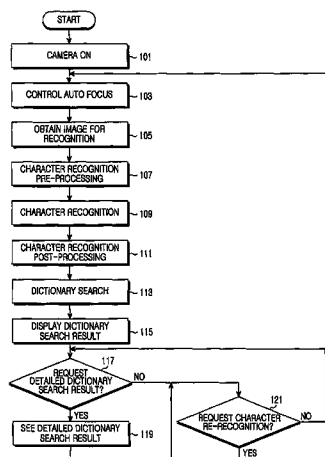 START
CAMERA ON
101
CONTROL AUTO FOCUS
103
OBTAIN IMAGE FOR
RECOGNITION
105
CHARACTER RECOGNITION
PRE-PROCESSING
107
CHARACTER RECOGNITION
109
CHARACTER RECOGNITION
POST-PROCESSING
111
DICTIONARY SEARCH
113
DISPLAY DICTIONARY
SEARCH RESULT
115
117
REQUEST
DETAILED DICTIONARY
SEARCH RESULT?
NO
YES
121
REQUEST CHARACTER
RE-RECOGNITION?
NO
YES
SEE DETAILED DICTIONARY
SEARCH RESULT
119